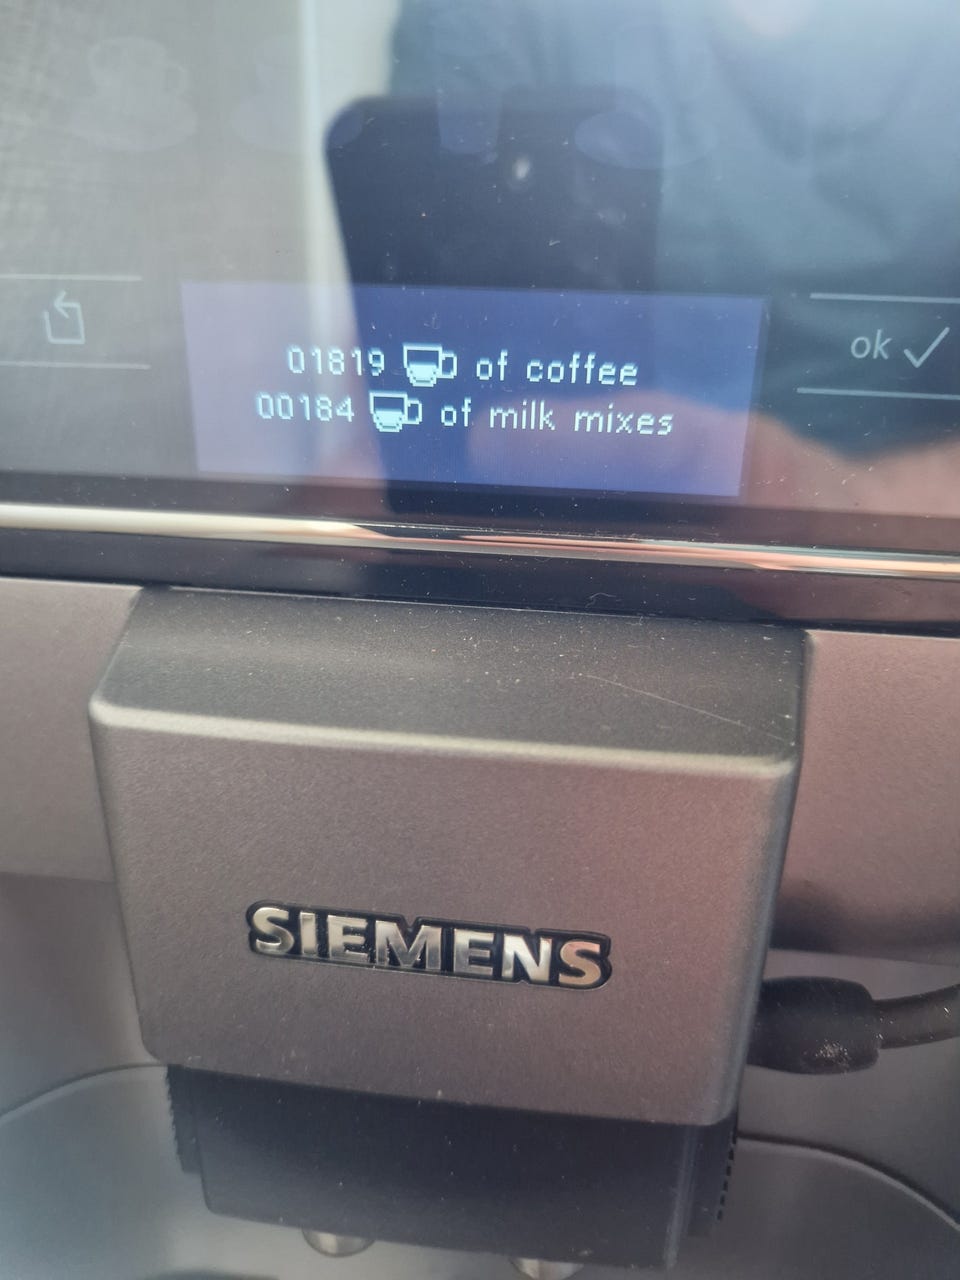 01819 of coffee
00184 of milk mixes
ok
SIEMENS